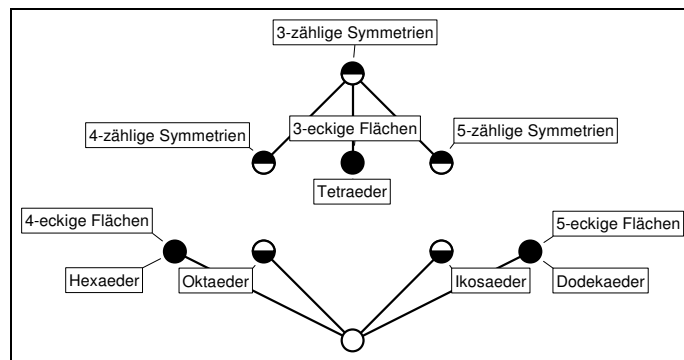 3-zählige Symmetrien
4-zählige Symmetrien
3-eckige Flächen
5-zählige Symmetrien
Tetraeder
4-eckige Flächen
5-eckige Flächen
Hexaeder
Oktaeder
Ikosaeder
Dodekaeder